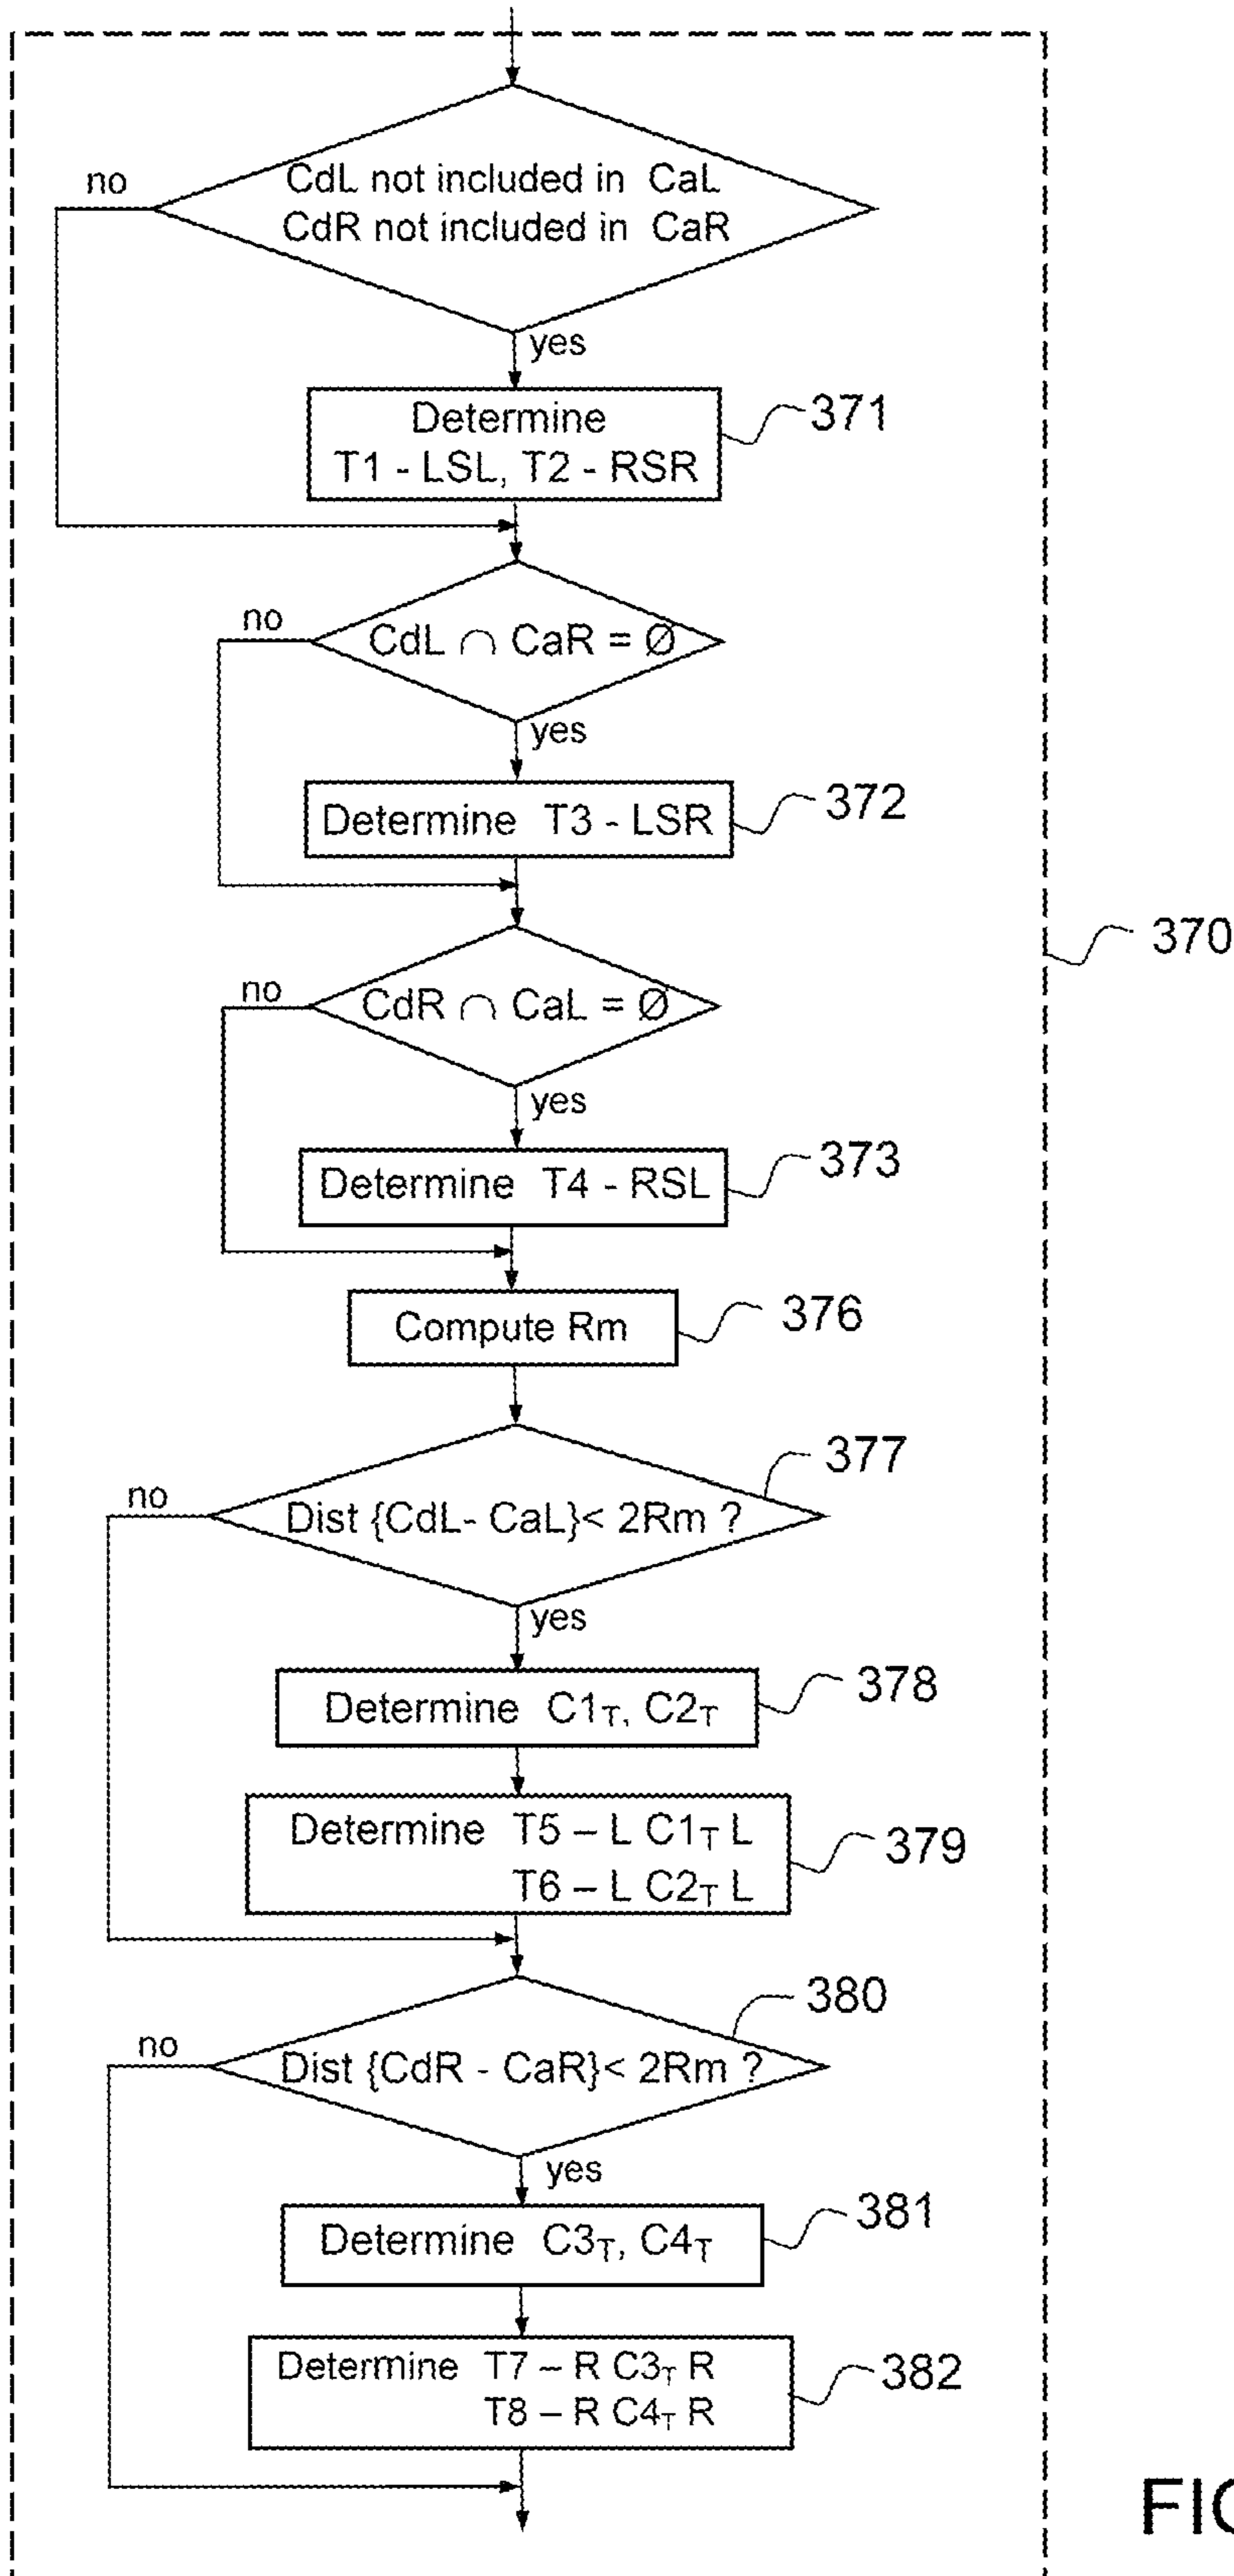 no
CdL not included in CaL
CdR not included in CaR
yes
Determine
T1 - LSL, T2 - RSR
371
no
CdL ∩ CaR = Ø
yes
Determine T3 - LSR
372
370
no
CdR ∩ CaL = Ø
yes
Determine T4 - RSL
373
Compute Rm
376
377
no
Dist {CdL- CaL}< 2Rm ?
yes
Determine C1T, C2T
378
Determine T5 – L C1T L
T6 – L C2T L
379
380
no
Dist {CdR - CaR}< 2Rm ?
yes
Determine C3T, C4T
381
Determine T7 – R C3T R
T8 – R C4T R
382